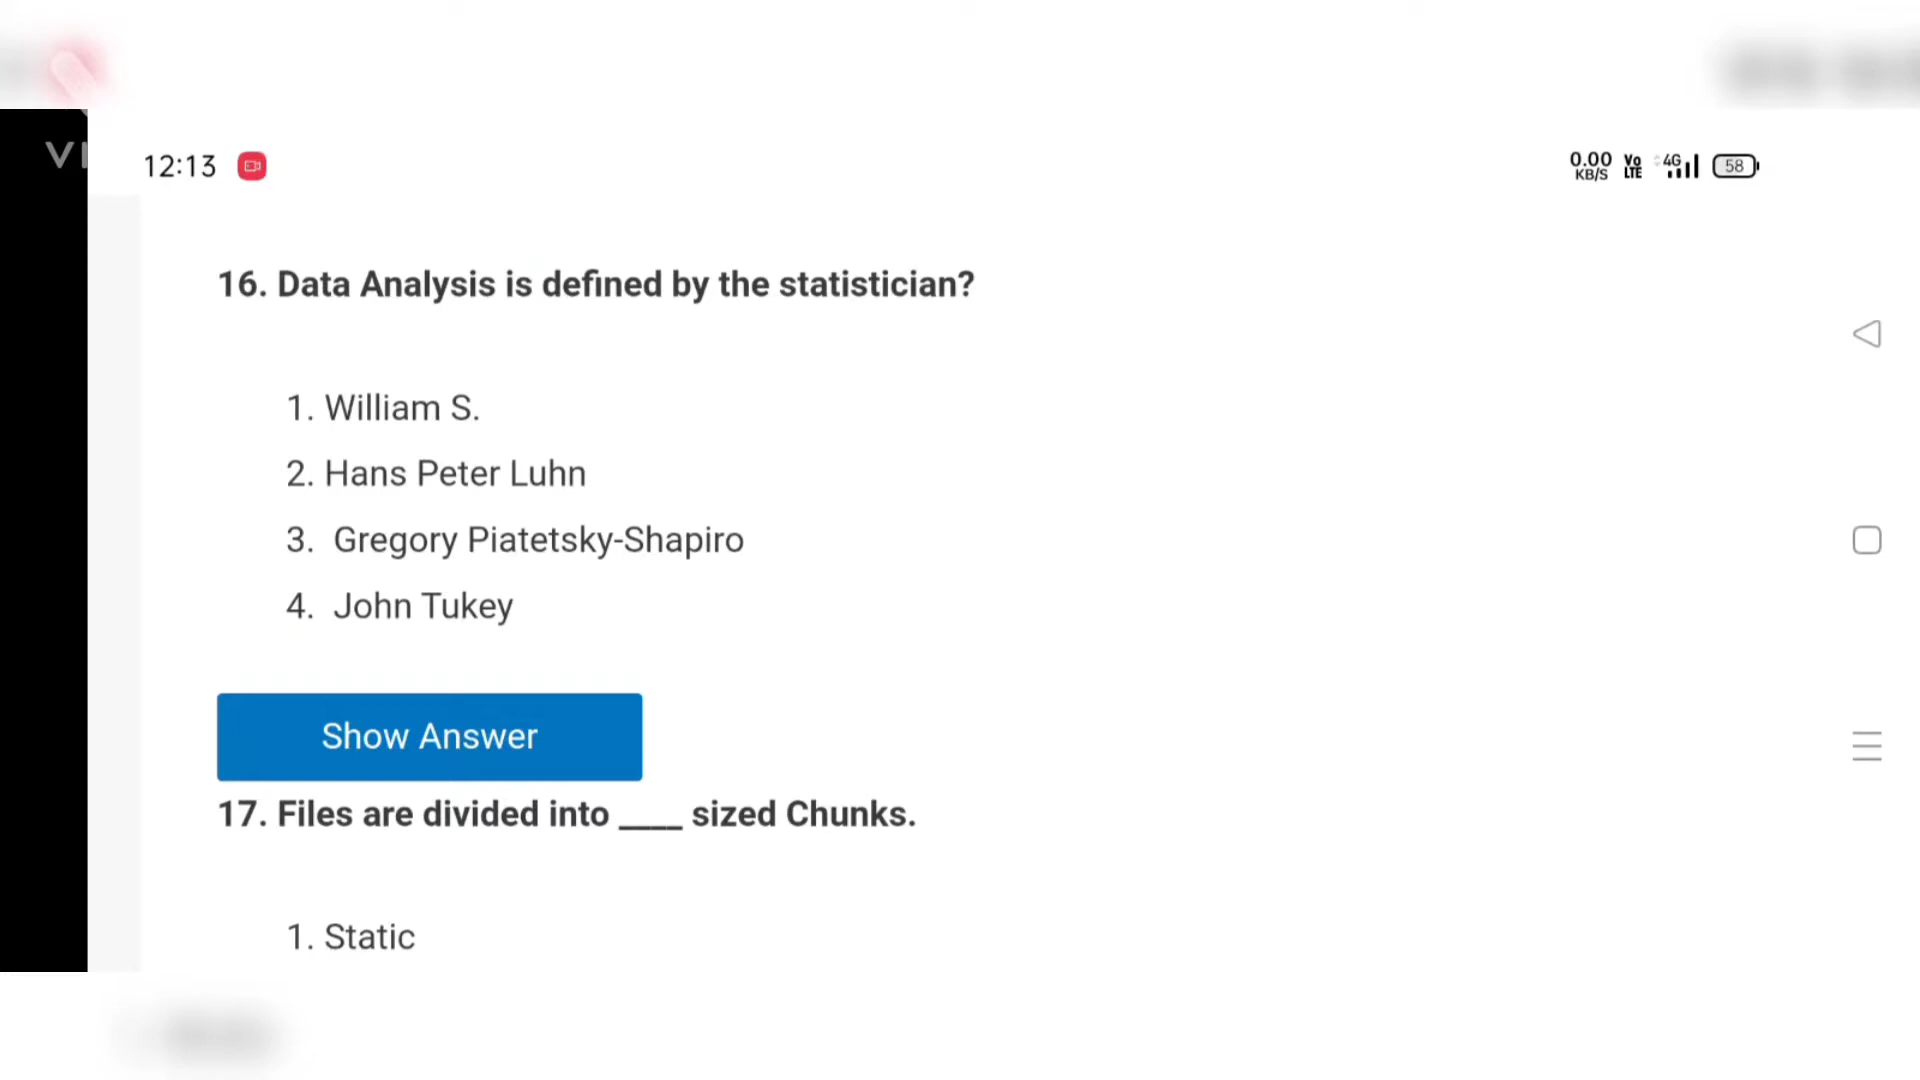 VI
12:13
0.00 KB/S Vo LTE 4G 58
16. Data Analysis is defined by the statistician?
1. William S.
2. Hans Peter Luhn
3. Gregory Piatetsky-Shapiro
4. John Tukey
Show Answer
17. Files are divided into ____ sized Chunks.
1. Static